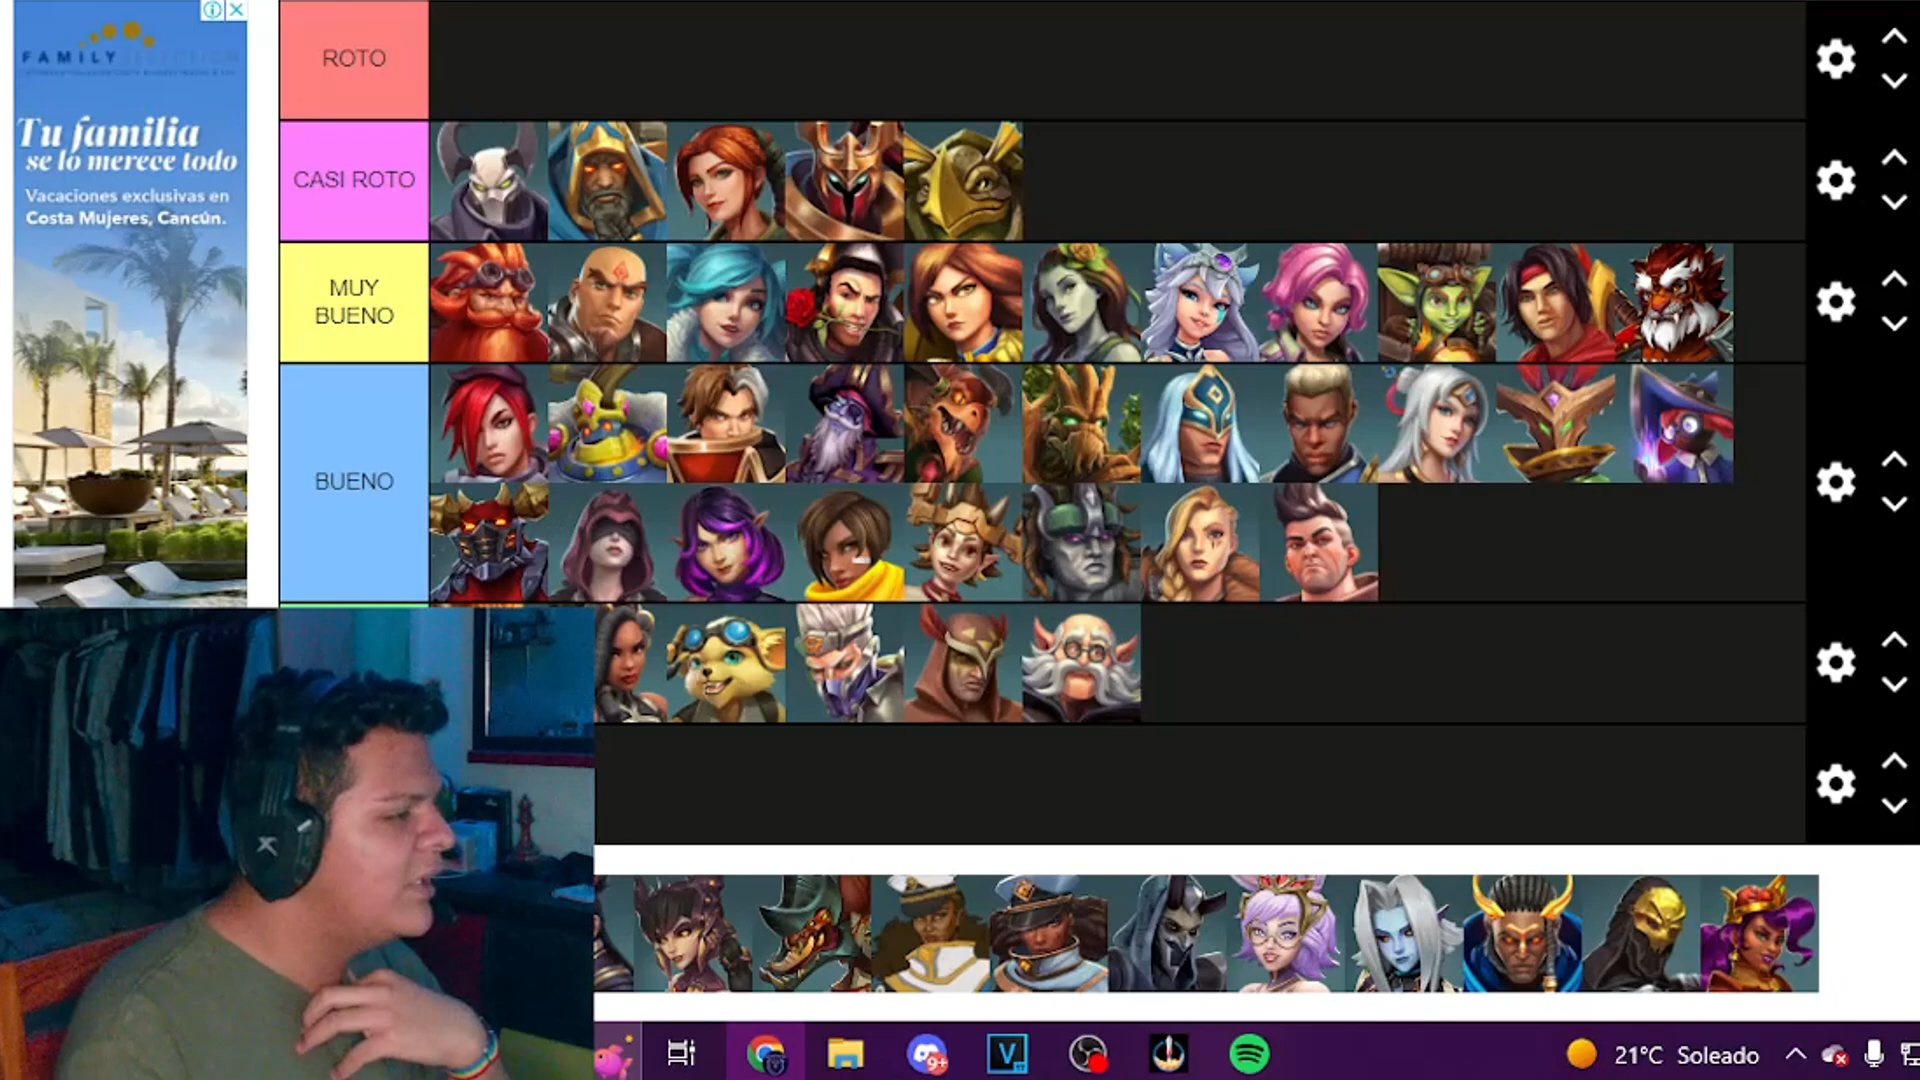 FAMILY
Tu familia
se lo merece todo
Vacaciones exclusivas en
Costa Mujeres, Cancún.
ROTO
CASI ROTO
MUY
BUENO
BUENO
9+
V
21°C Soleado